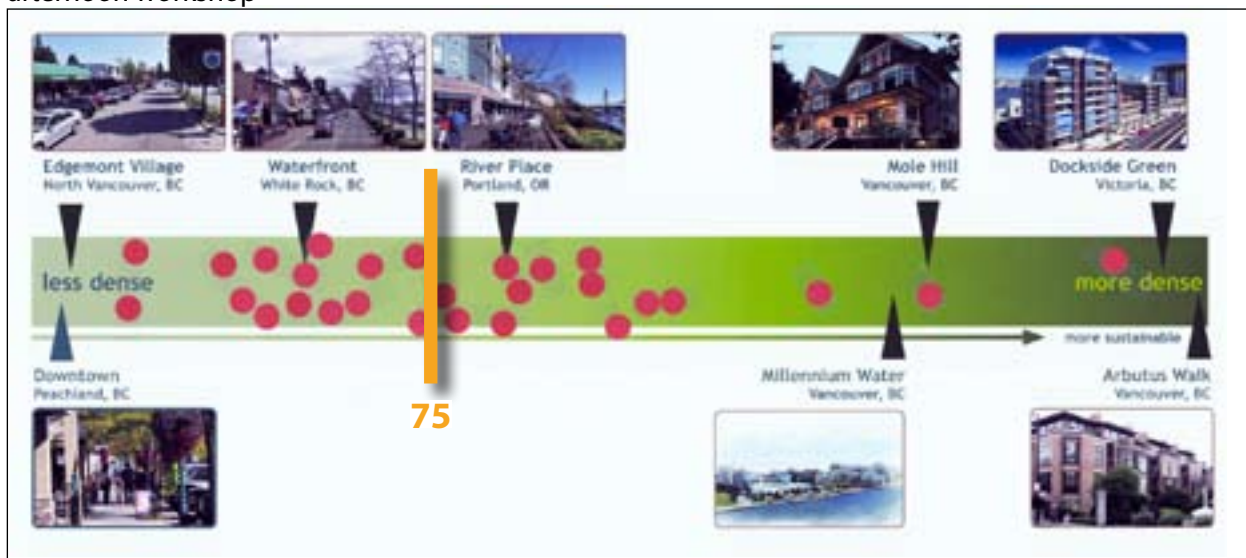 afternoon workshop
Edgemont Village
North Vancouver, BC
Waterfront
White Rock, BC
River Place
Portland, OR
Mole Hill
Vancouver, BC
Dockside Green
Victoria, BC
less dense
more dense
more sustainable
Downtown
Peachland, BC
75
Millennium Water
Vancouver, BC
Arbutus Walk
Vancouver, BC